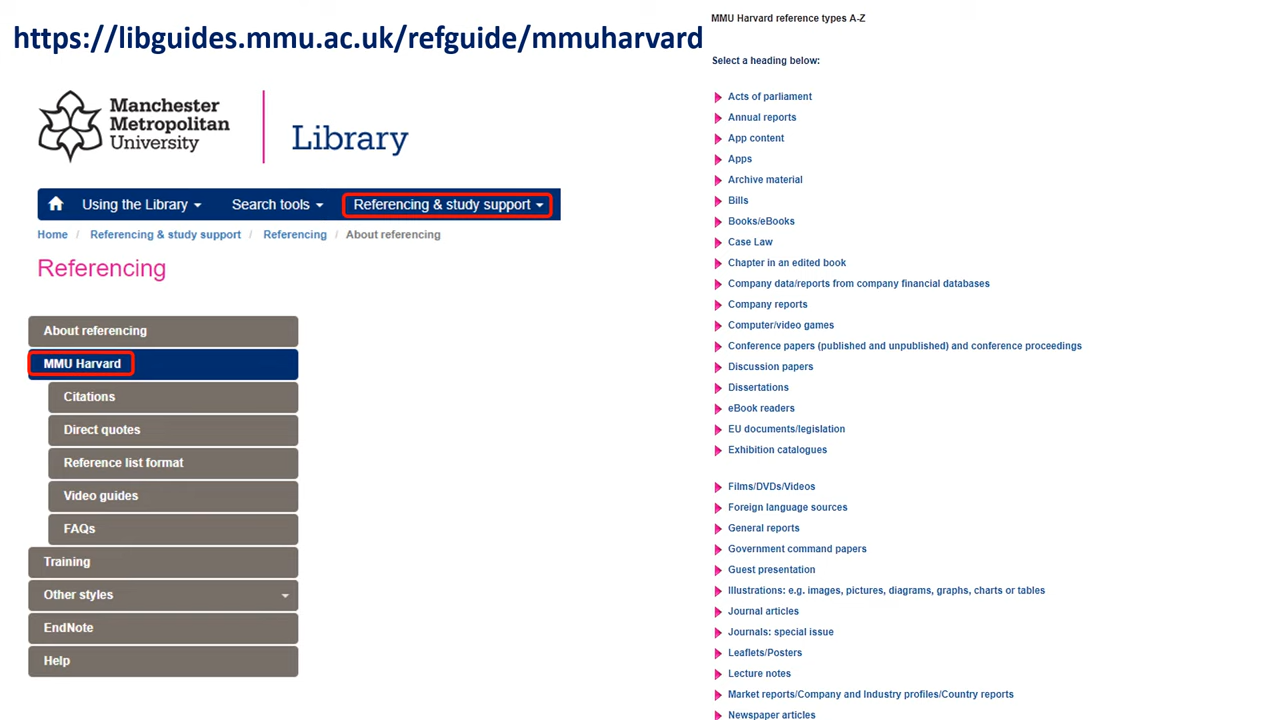 https://libguides.mmu.ac.uk/refguide/mmuharvard
Manchester
Metropolitan
University
Library
Using the Library
Search tools
Referencing & study support
Home / Referencing & study support / Referencing / About referencing
Referencing
About referencing
MMU Harvard
Citations
Direct quotes
Reference list format
Video guides
FAQs
Training
Other styles
EndNote
Help
MMU Harvard reference types A-Z
Select a heading below:
Acts of parliament
Annual reports
App content
Apps
Archive material
Bills
Books/eBooks
Case Law
Chapter in an edited book
Company data/reports from company financial databases
Company reports
Computer/video games
Conference papers (published and unpublished) and conference proceedings
Discussion papers
Dissertations
eBook readers
EU documents/legislation
Exhibition catalogues
Films/DVDs/Videos
Foreign language sources
General reports
Government command papers
Guest presentation
Illustrations: e.g. images, pictures, diagrams, graphs, charts or tables
Journal articles
Journals: special issue
Leaflets/Posters
Lecture notes
Market reports/Company and Industry profiles/Country reports
Newspaper articles